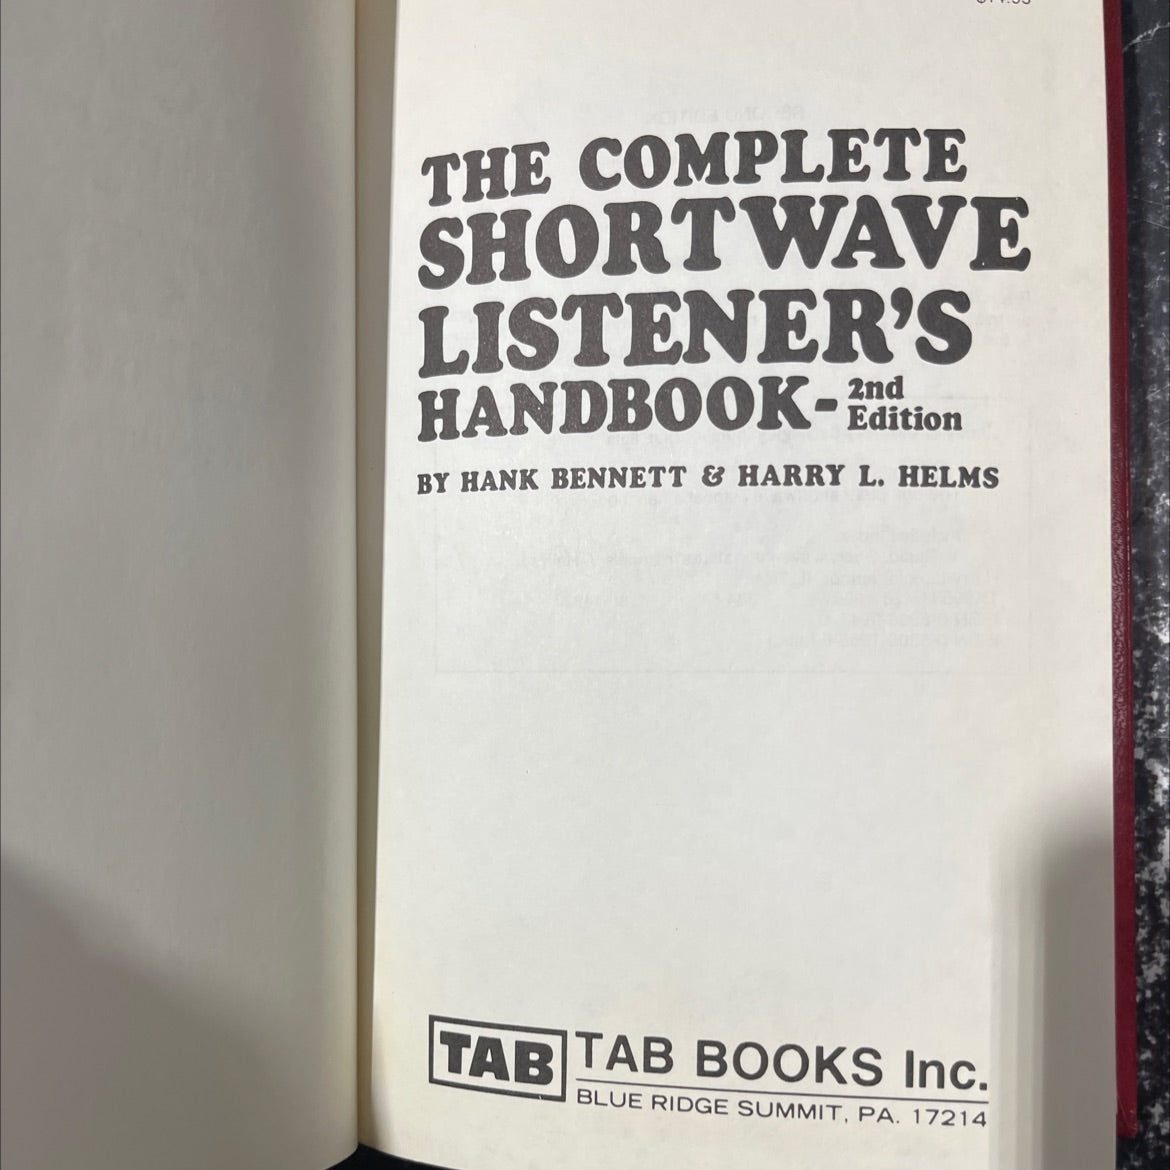 THE COMPLETE
SHORTWAVE
LISTENER'S
HANDBOOK- 2nd
Edition
BY HANK BENNETT & HARRY L. HELMS
TAB TAB BOOKS Inc.
BLUE RIDGE SUMMIT, PA. 17214